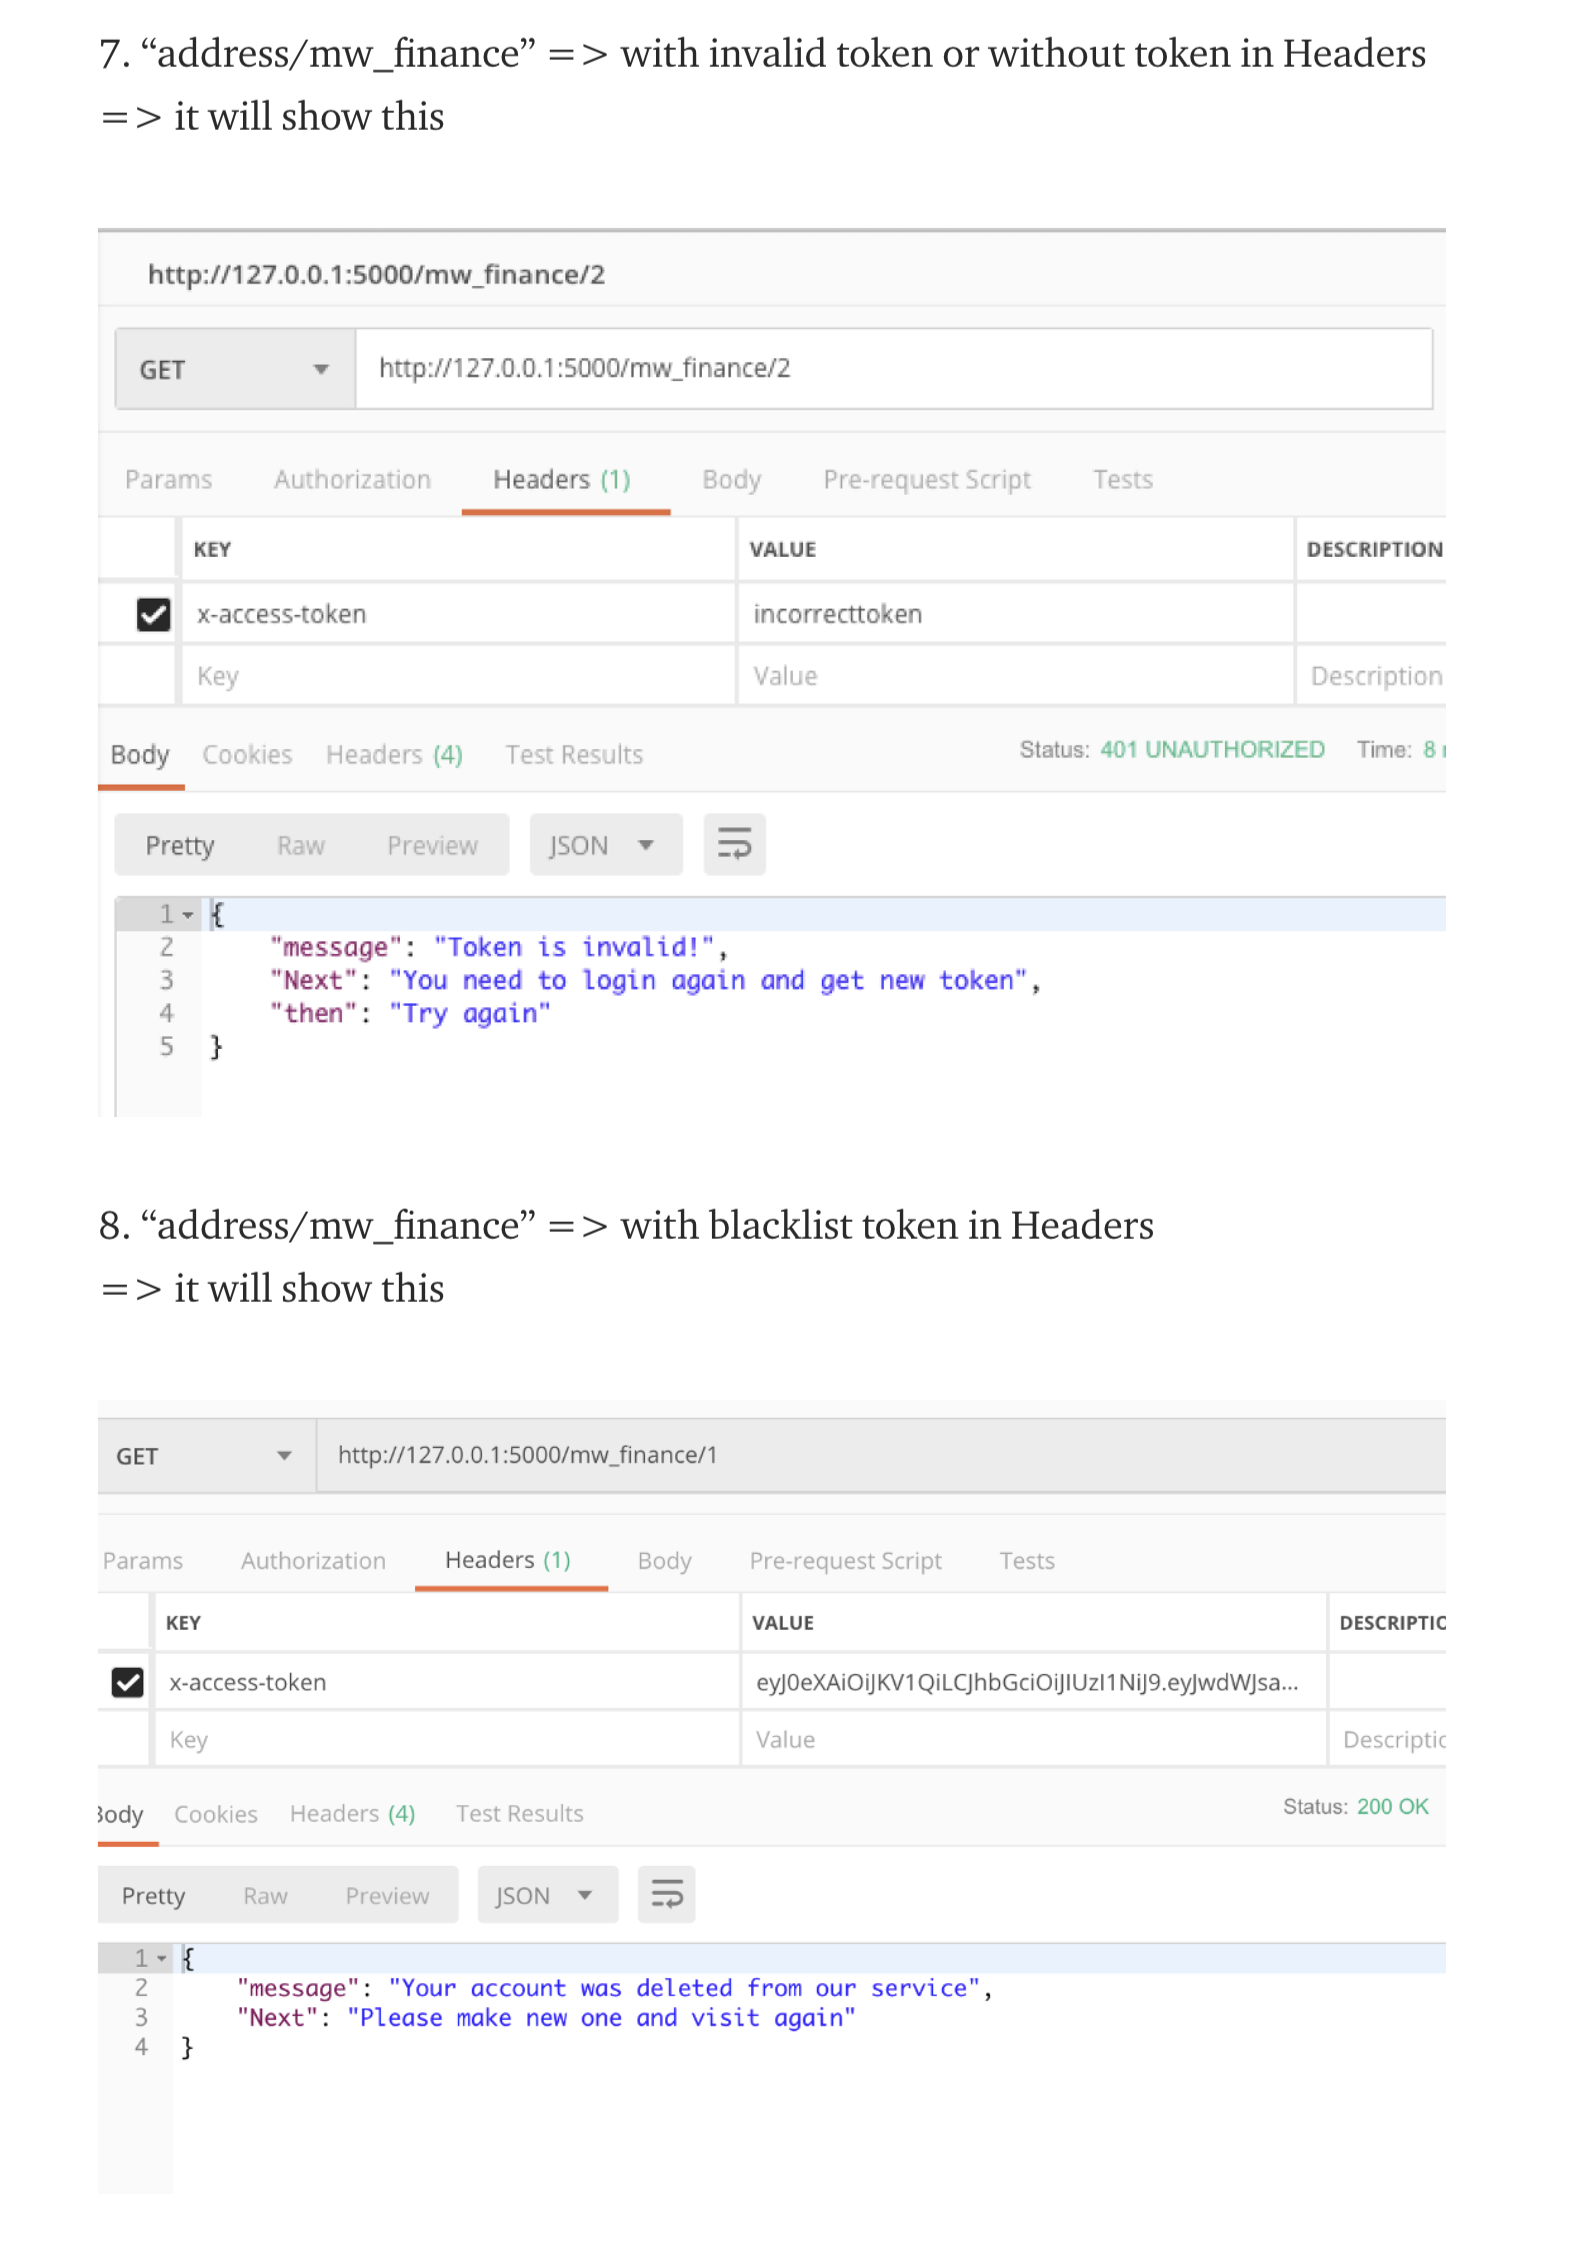 7. “address/mw_finance” => with invalid token or without token in Headers
=> it will show this
http://127.0.0.1:5000/mw_finance/2
GET http://127.0.0.1:5000/mw_finance/2
Params Authorization Headers (1) Body Pre-request Script Tests
KEY VALUE DESCRIPTION
x-access-token incorrecttoken
Key Value Description
Body Cookies Headers (4) Test Results Status: 401 UNAUTHORIZED Time: 8
Pretty Raw Preview JSON
1 {
2 "message": "Token is invalid!",
3 "Next": "You need to login again and get new token",
4 "then": "Try again"
5 }
8. “address/mw_finance” => with blacklist token in Headers
=> it will show this
GET http://127.0.0.1:5000/mw_finance/1
Params Authorization Headers (1) Body Pre-request Script Tests
KEY VALUE DESCRIPTIO
x-access-token eyJ0eXAiOiJKV1QiLCJhbGciOiJIUzI1NiJ9.eyJwdWJsa...
Key Value Descriptic
Body Cookies Headers (4) Test Results Status: 200 OK
Pretty Raw Preview JSON
1 {
2 "message": "Your account was deleted from our service",
3 "Next": "Please make new one and visit again"
4 }